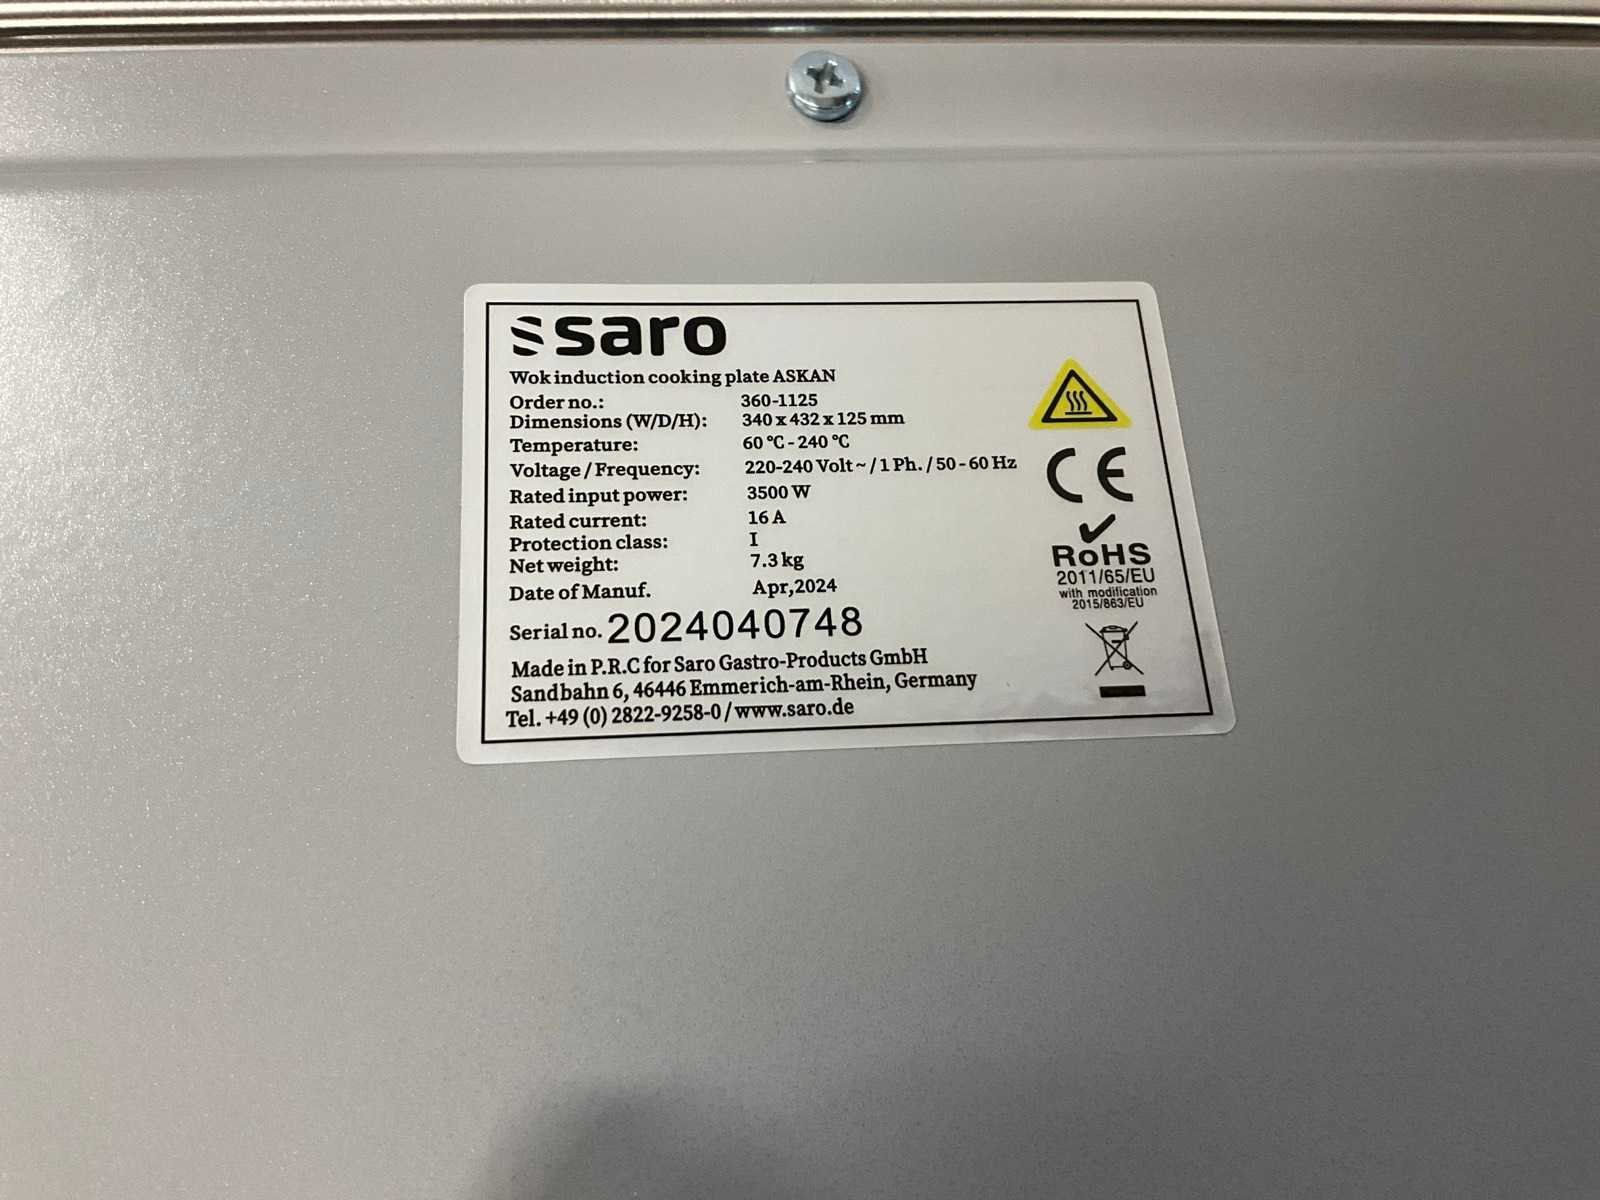 saro
Wok induction cooking plate ASKAN
Order no.: 360-1125
Dimensions (W/D/H): 340 x 432 x 125 mm
Temperature: 60 °C - 240 °C
Voltage / Frequency: 220-240 Volt ~ / 1 Ph. / 50 - 60 Hz
Rated input power: 3500 W
Rated current: 16 A
Protection class: I
Net weight: 7.3 kg
Date of Manuf. Apr,2024
Serial no. 2024040748
Made in P.R.C for Saro Gastro-Products GmbH
Sandbahn 6, 46446 Emmerich-am-Rhein, Germany
Tel. +49 (0) 2822-9258-0 / www.saro.de
CE
RoHS
2011/65/EU
with modification
2015/863/EU